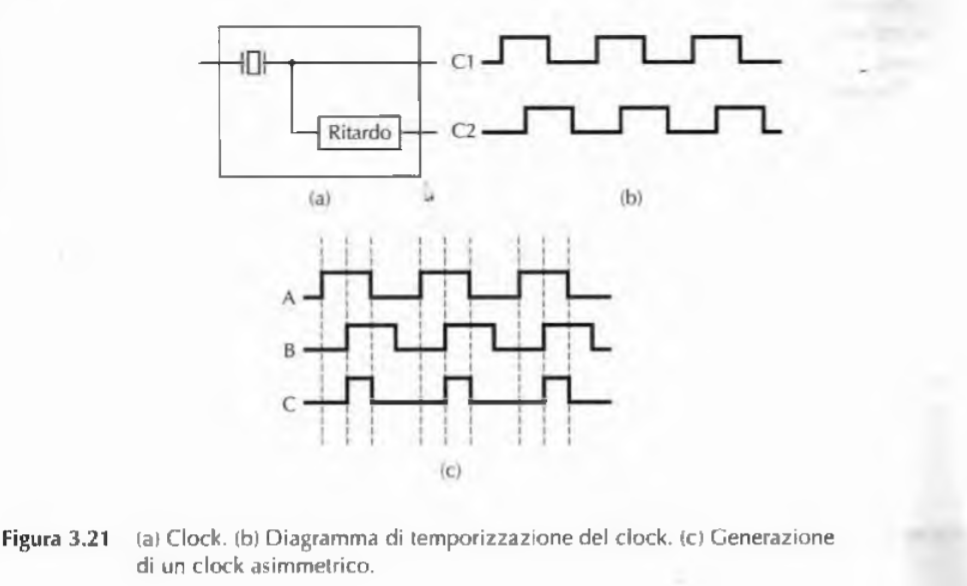 C1
Ritardo
C2
(a)
(b)
A
B
C
(c)
Figura 3.21 (a) Clock. (b) Diagramma di temporizzazione del clock. (c) Generazione
di un clock asimmetrico.